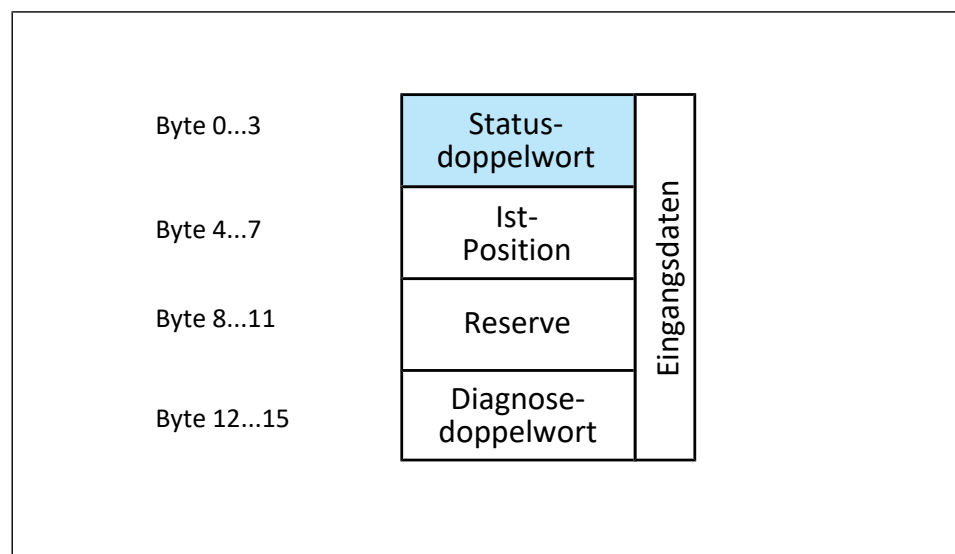 Byte 0...3
Status-
doppelwort
Byte 4...7
Ist-
Position
Byte 8...11
Reserve
Byte 12...15
Diagnose-
doppelwort
Eingangsdaten